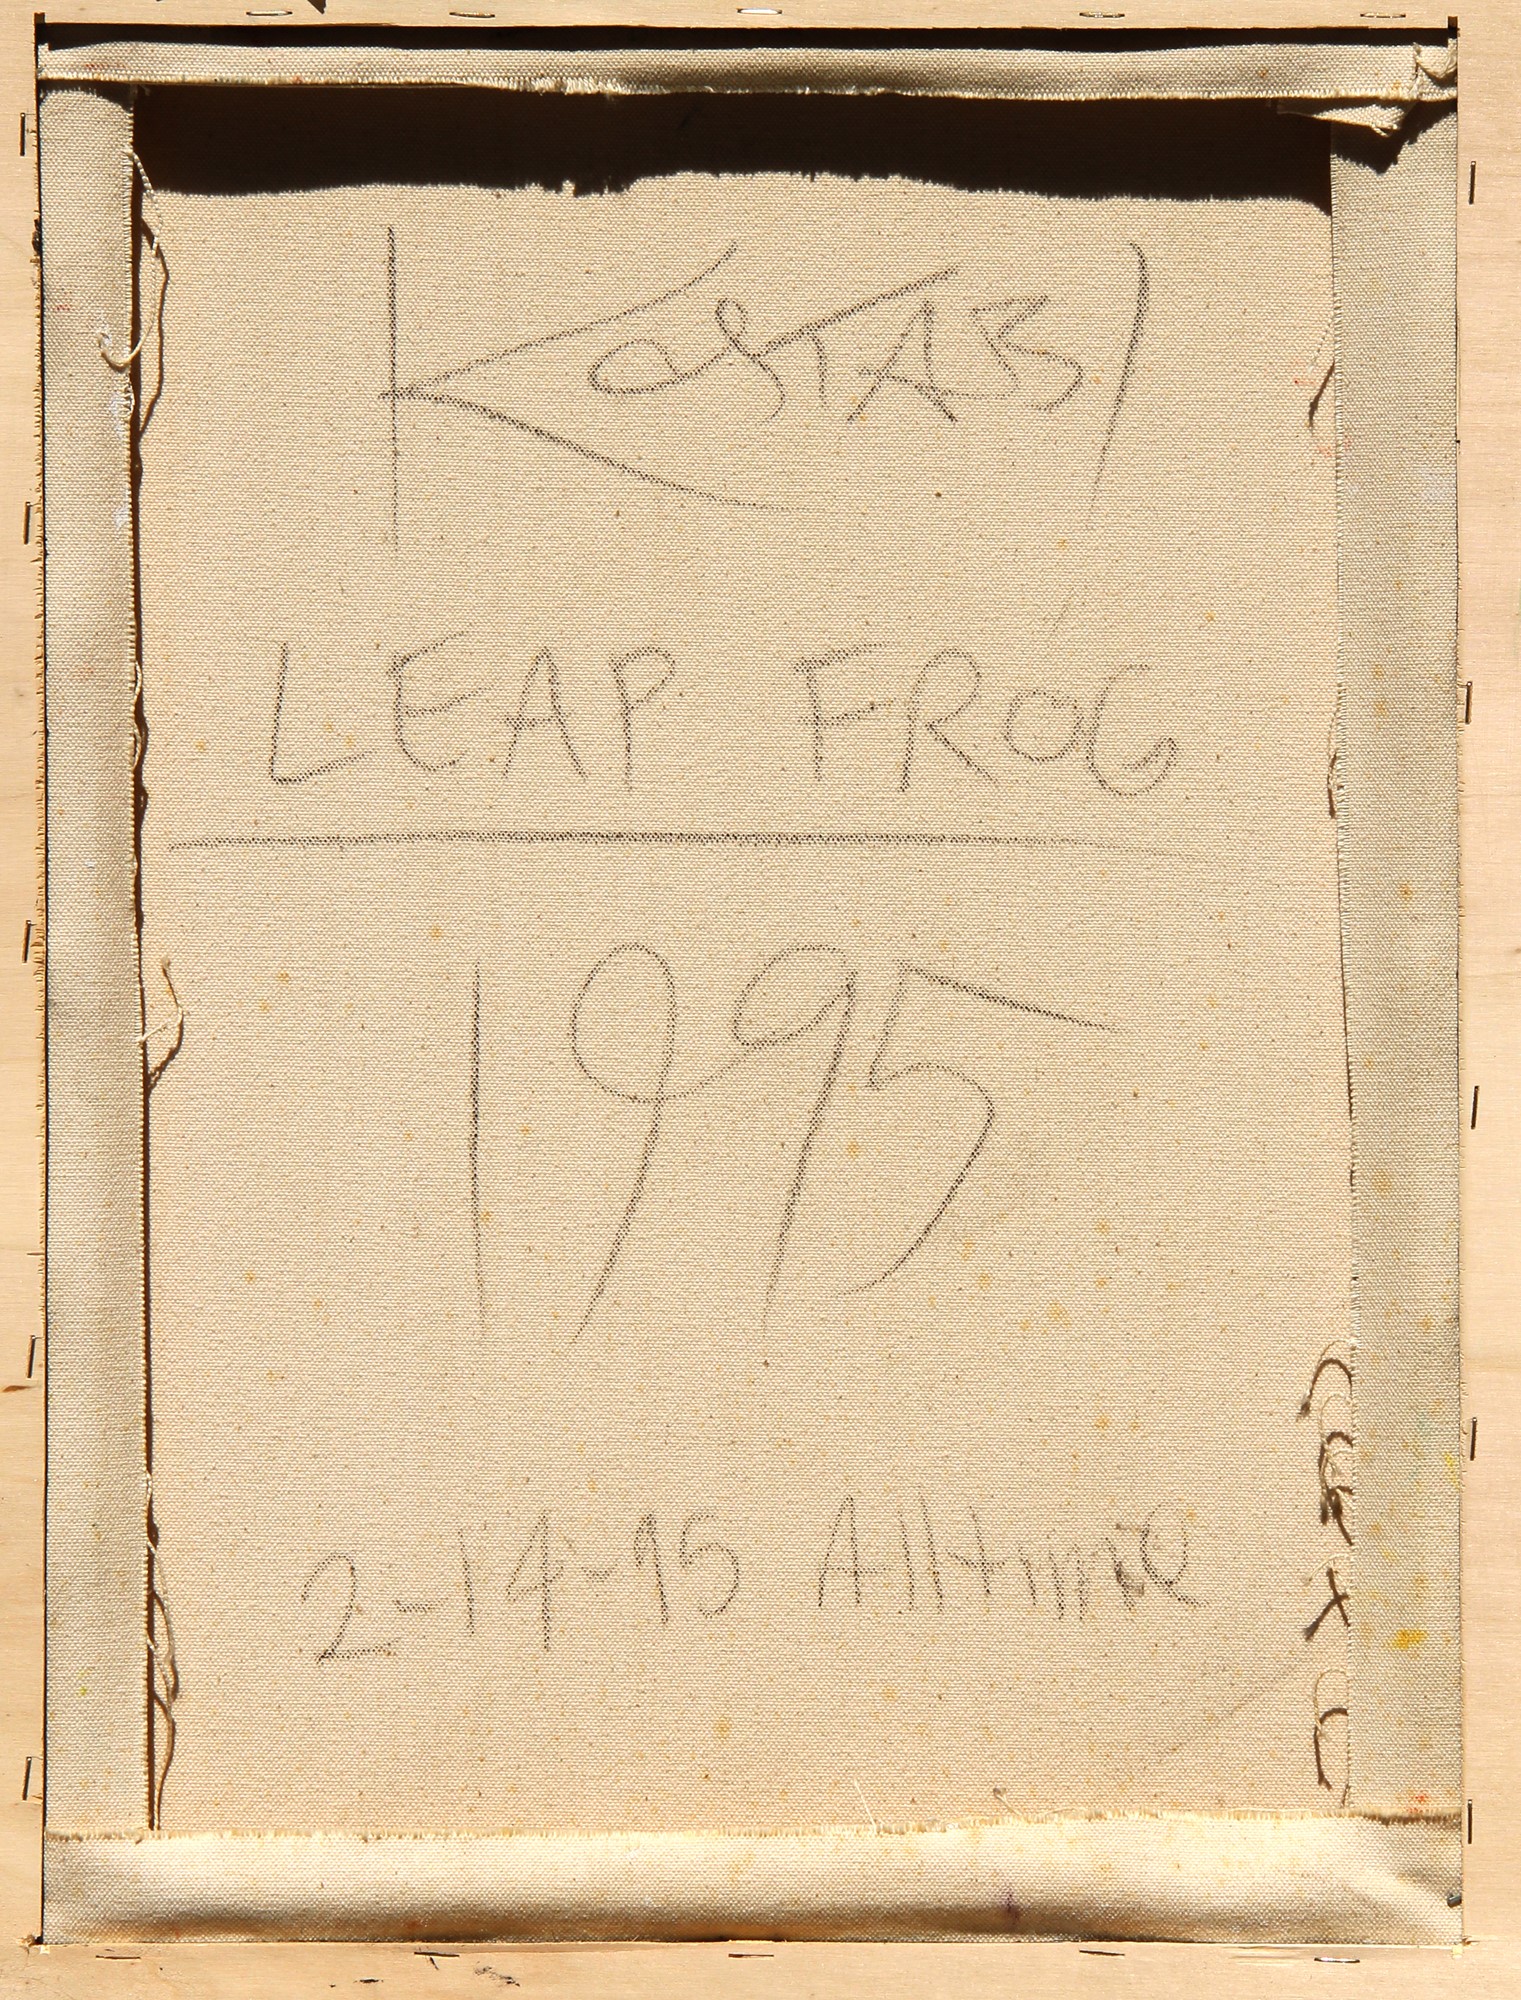 KostABI
LEAP FROG
1995
2-14-95 Alltime